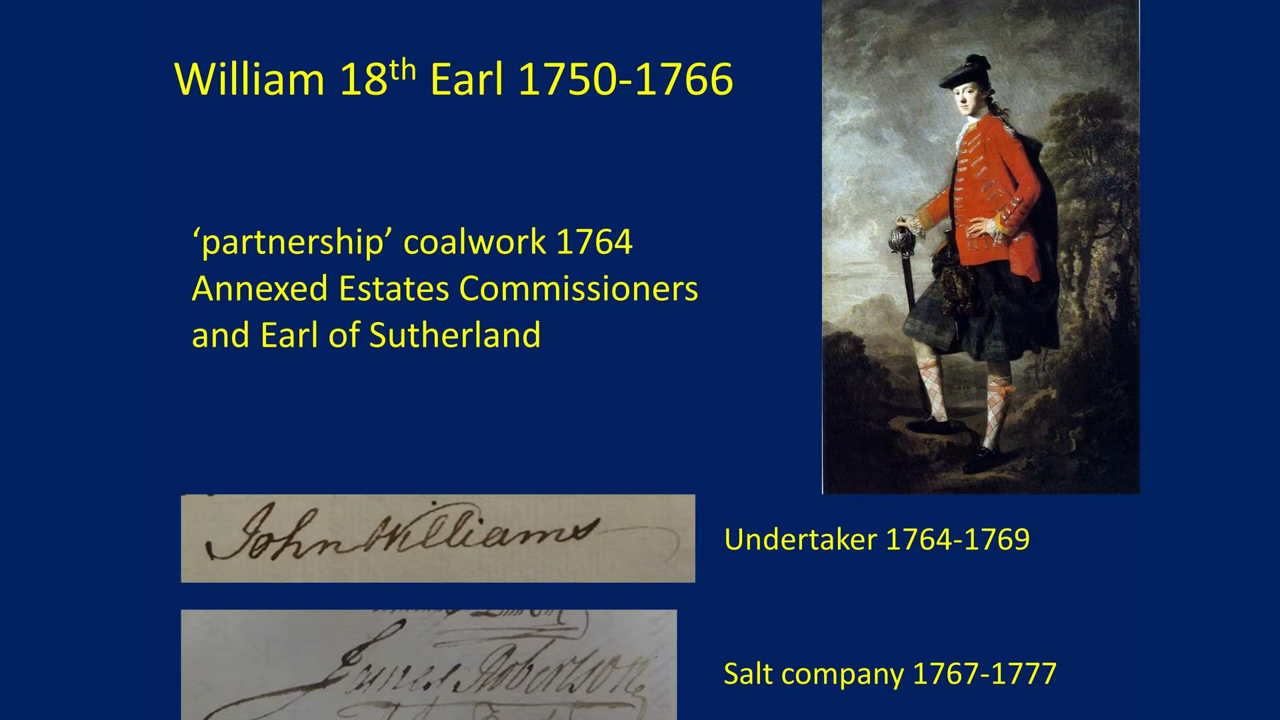 William 18th Earl 1750-1766
‘partnership’ coalwork 1764
Annexed Estates Commissioners
and Earl of Sutherland
John Williams
Undertaker 1764-1769
James Robertson
Salt company 1767-1777